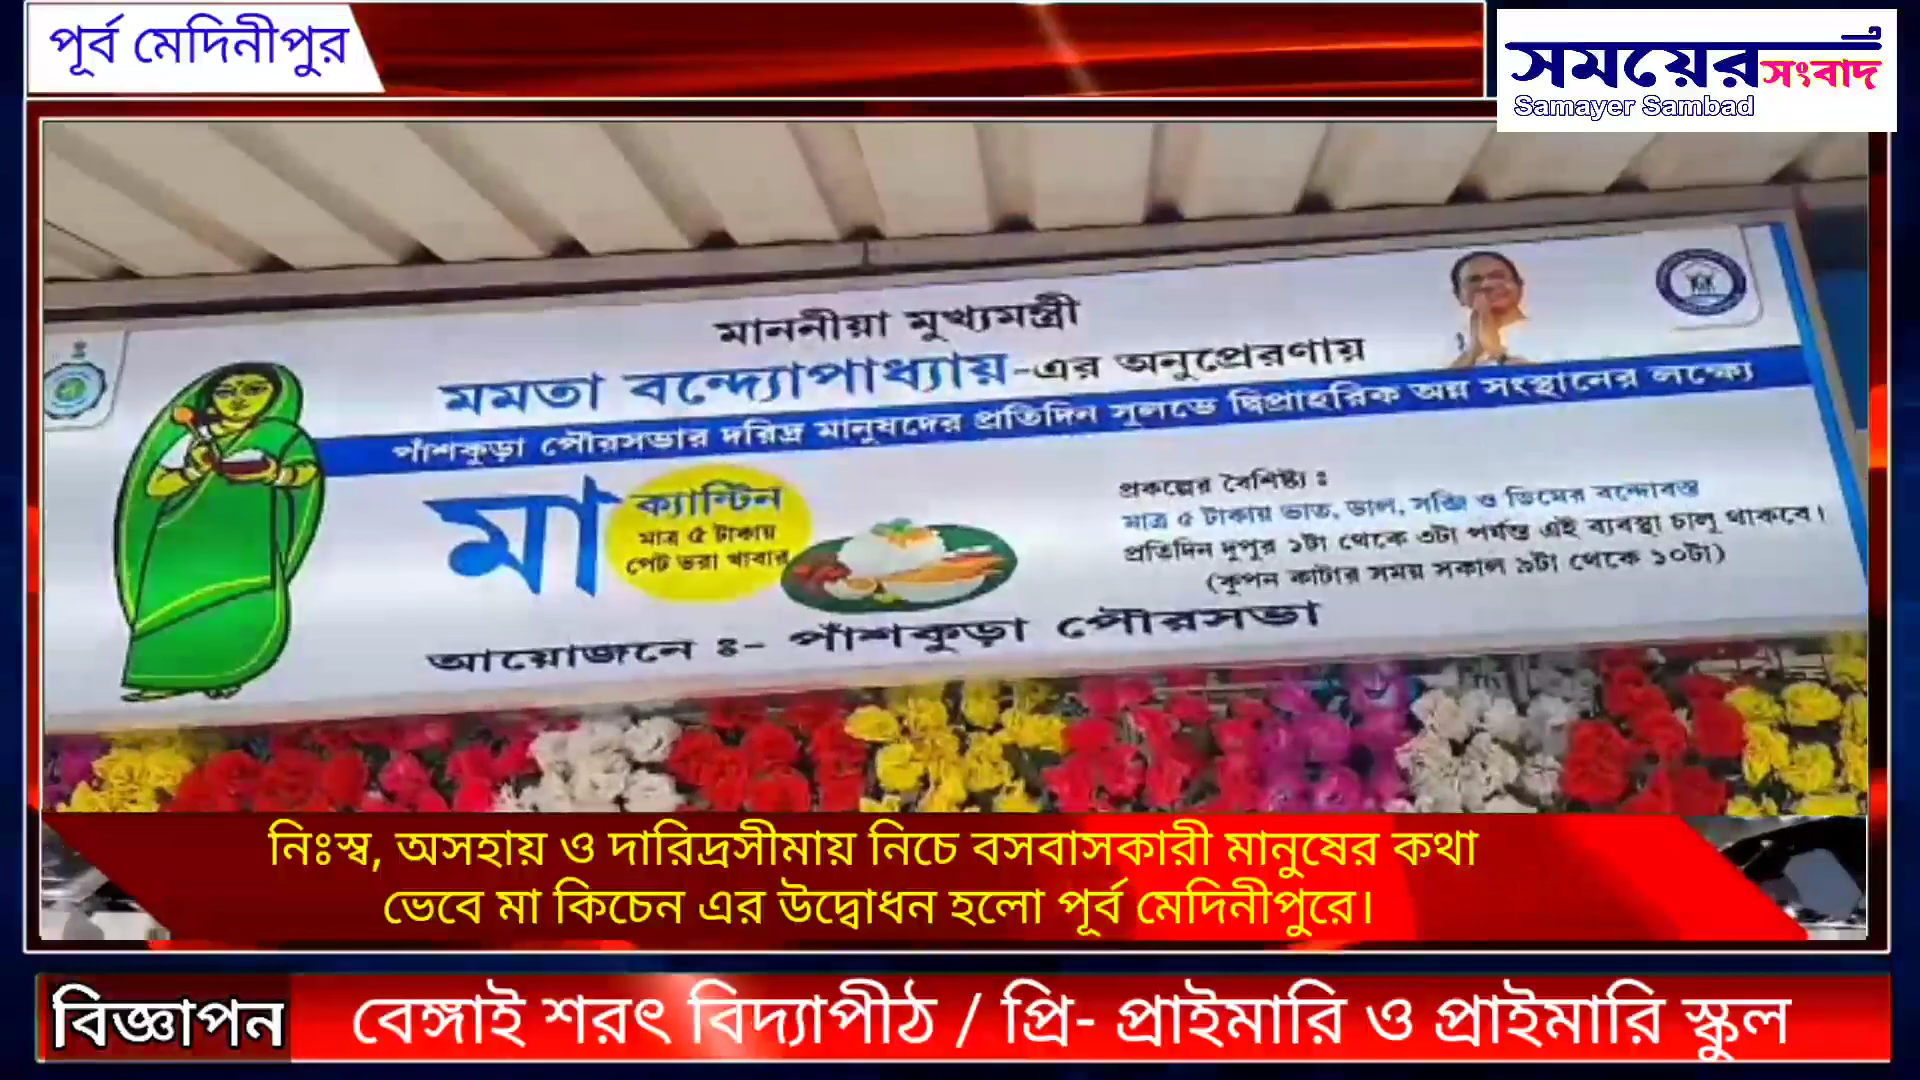 পূর্ব মেদিনীপুর
সময়ের সংবাদ
Samayer Sambad
মাননীয়া মুখ্যমন্ত্রী
মমতা বন্দ্যোপাধ্যায়-এর অনুপ্রেরণায়
পাঁশকুড়া পৌরসভার দরিদ্র মানুষদের প্রতিদিন সুলভে দ্বিপ্রাহরিক অন্ন সংস্থানের লক্ষ্যে
মা
ক্যান্টিন
মাত্র ৫ টাকায়
পেট ভরা খাবার
প্রকল্পের বৈশিষ্ট্য ঃ
মাত্র ৫ টাকায় ভাত, ডাল, সব্জি ও ডিমের বন্দোবস্ত
প্রতিদিন দুপুর ১টা থেকে ৩টা পর্যন্ত এই ব্যবস্থা চালু থাকবে।
(কুপন কাটার সময় সকাল ৯টা থেকে ১০টা)
আয়োজনে ঃ- পাঁশকুড়া পৌরসভা
নিঃস্ব, অসহায় ও দারিদ্রসীমায় নিচে বসবাসকারী মানুষের কথা
ভেবে মা কিচেন এর উদ্বোধন হলো পূর্ব মেদিনীপুরে।
বিজ্ঞাপন
বেঙ্গাই শরৎ বিদ্যাপীঠ / প্রি- প্রাইমারি ও প্রাইমারি স্কুল